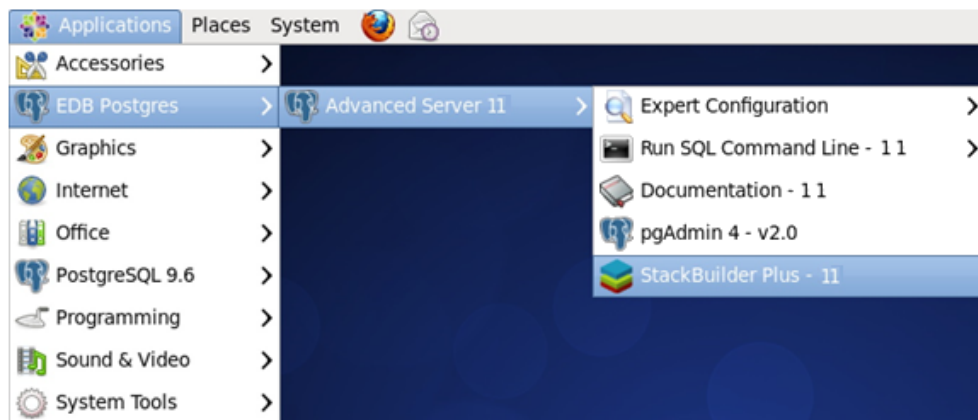 Applications Places System
Accessories
EDB Postgres
Advanced Server 11
Expert Configuration
Graphics
Run SQL Command Line - 11
Internet
Documentation - 11
Office
pgAdmin 4 - v2.0
PostgreSQL 9.6
StackBuilder Plus - 11
Programming
Sound & Video
System Tools